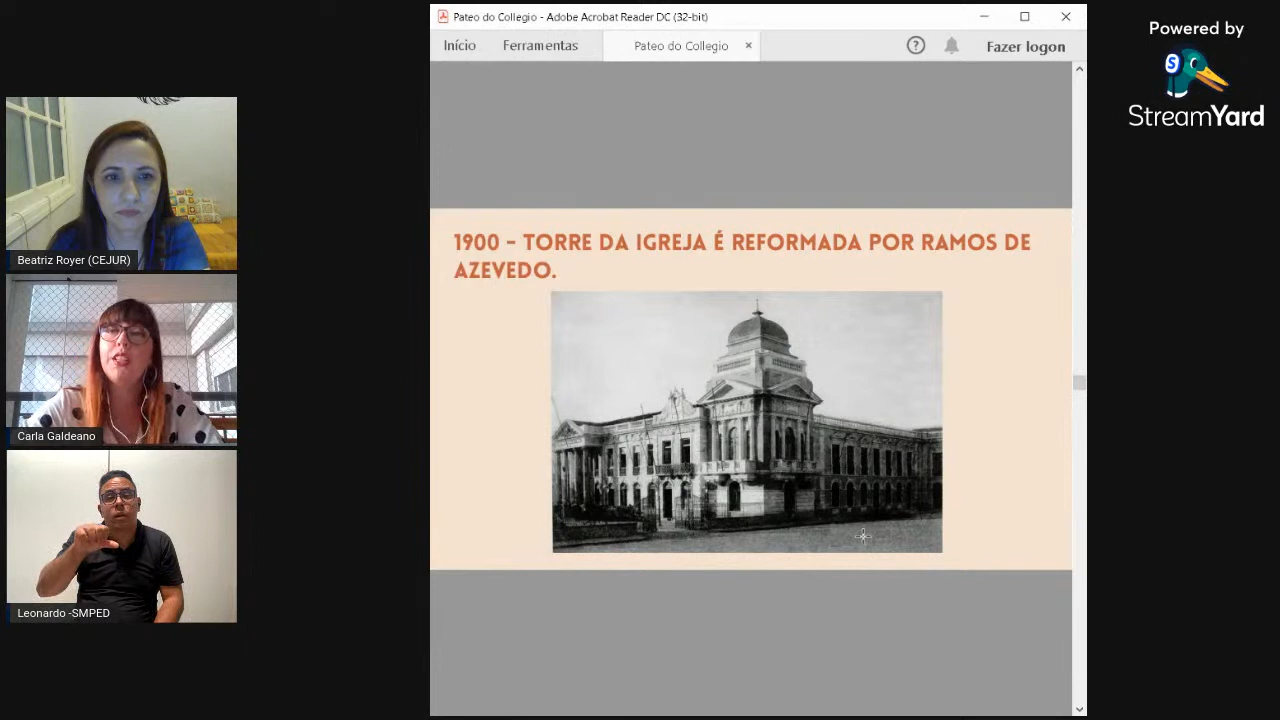 Pateo do Collegio - Adobe Acrobat Reader DC (32-bit)
Início Ferramentas Pateo do Collegio × Fazer logon
Powered by
StreamYard
1900 - TORRE DA IGREJA É REFORMADA POR RAMOS DE
AZEVEDO.
Beatriz Royer (CEJUR)
Carla Galdeano
Leonardo -SMPED